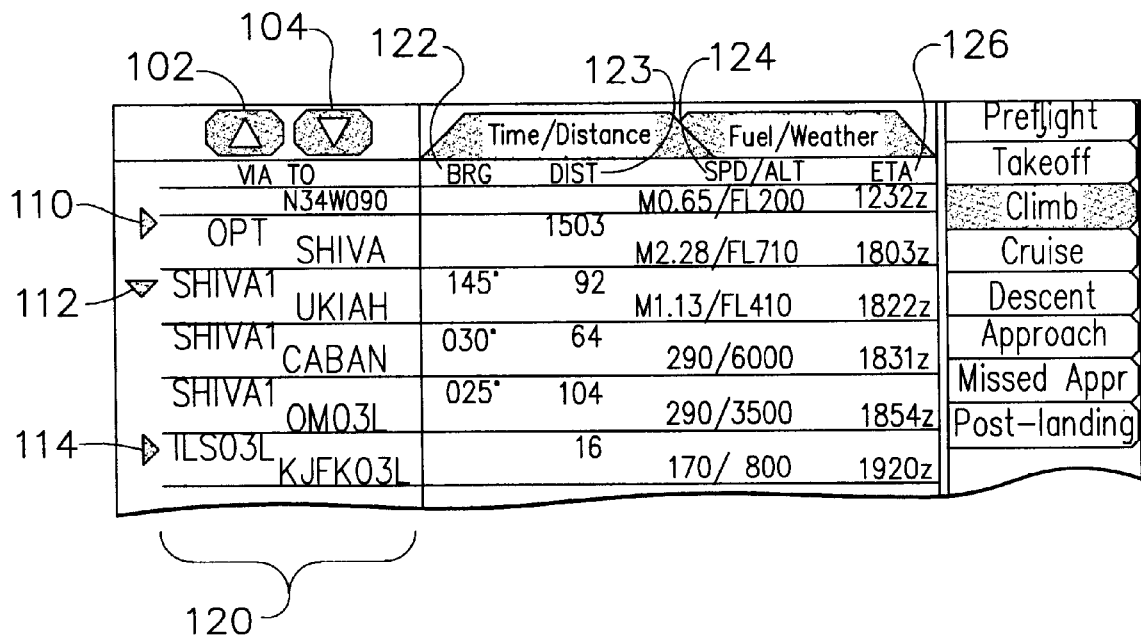 102
104
122
123
124
126
Time/Distance
Fuel/Weather
Preflight
VIA TO BRG DIST SPD/ALT ETA
Takeoff
N34W090 M0.65/FL200 1232z
Climb
110
OPT 1503
SHIVA M2.28/FL710 1803z
Cruise
112
SHIVA1 145° 92
UKIAH M1.13/FL410 1822z
Descent
SHIVA1 030° 64
CABAN 290/6000 1831z
Approach
SHIVA1 025° 104
OM03L 290/3500 1854z
Missed Appr
Post-landing
114
ILS03L 16
KJFK03L 170/ 800 1920z
120